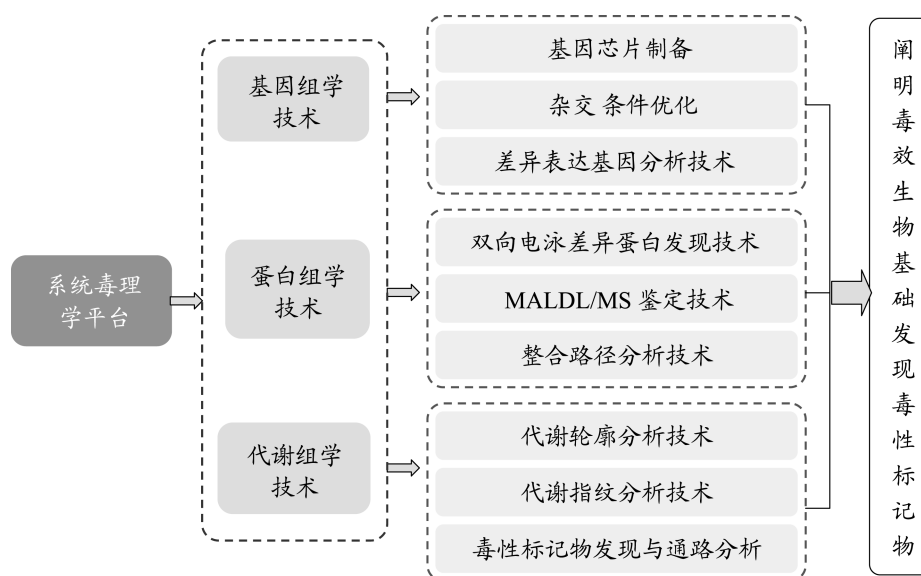 系统毒理
学平台
基因组学
技术
蛋白组学
技术
代谢组学
技术
基因芯片制备
杂交 条件优化
差异表达基因分析技术
双向电泳差异蛋白发现技术
MALDL/MS 鉴定技术
整合路径分析技术
代谢轮廓分析技术
代谢指纹分析技术
毒性标记物发现与通路分析
阐明毒效生物基础发现毒性标记物